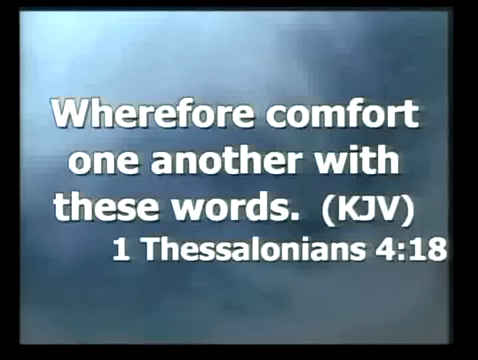 Wherefore comfort
one another with
these words. (KJV)
1 Thessalonians 4:18